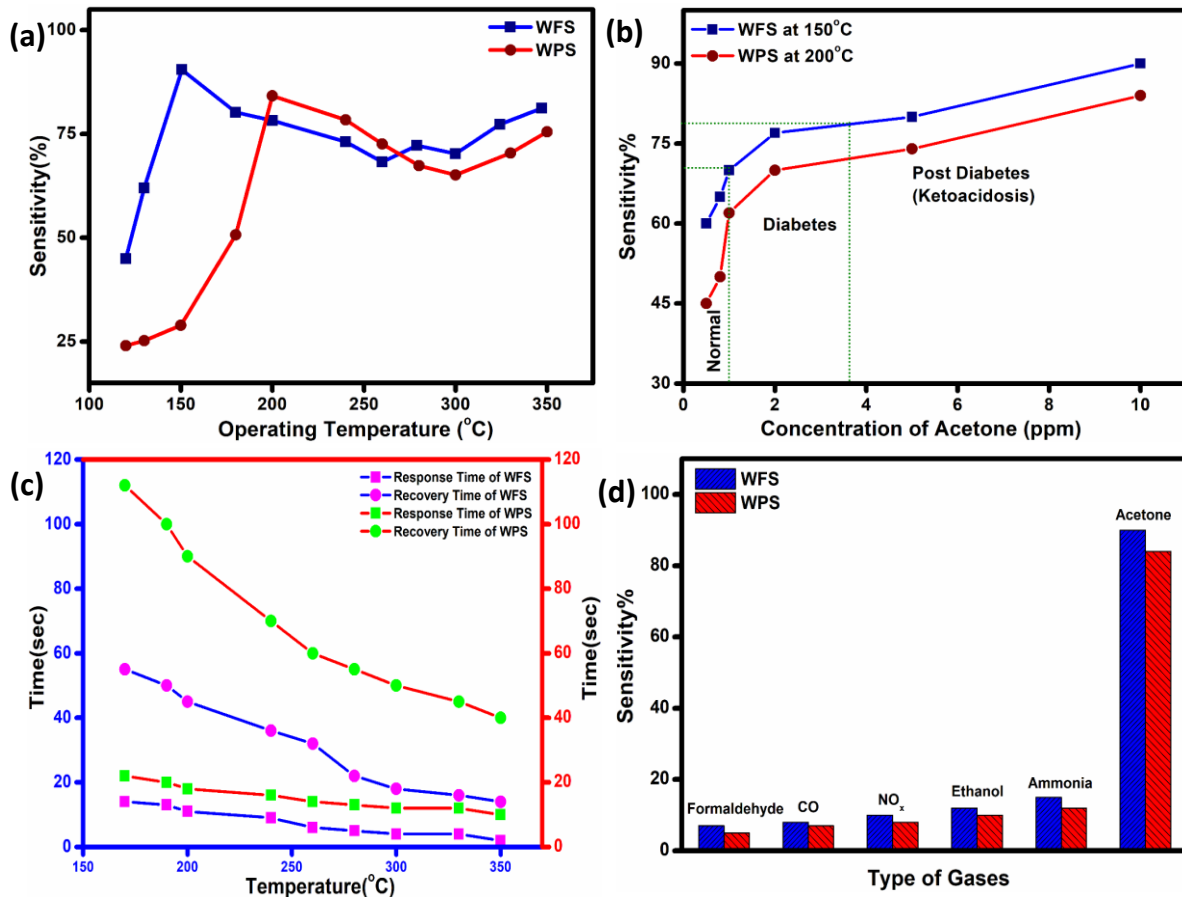 (a)
WFS
WPS
Sensitivity(%)
100
75
50
25
100 150 200 250 300 350
Operating Temperature (°C)
(b)
WFS at 150°C
WPS at 200°C
Sensitivity%
90
75
60
45
30
Normal
Diabetes
Post Diabetes
(Ketoacidosis)
0 2 4 6 8 10
Concentration of Acetone (ppm)
(c)
Response Time of WFS
Recovery Time of WFS
Response Time of WPS
Recovery Time of WPS
Time(sec)
120
100
80
60
40
20
0
150 200 250 300 350
Temperature(°C)
120
100
80
60
40
20
0
Time(sec)
(d)
WFS
WPS
Sensitivity%
100
80
60
40
20
0
Formaldehyde
CO
NOₓ
Ethanol
Ammonia
Acetone
Type of Gases